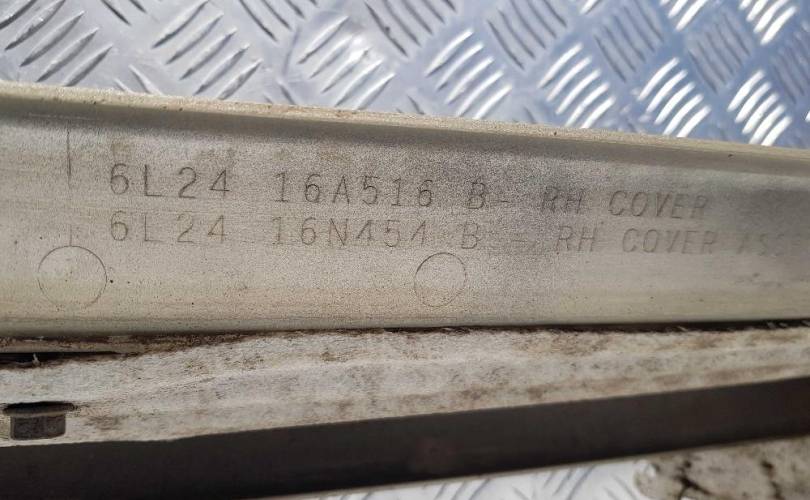 6L24 16A516 B- RH COVER
6L24 16N454 B - RH COVER